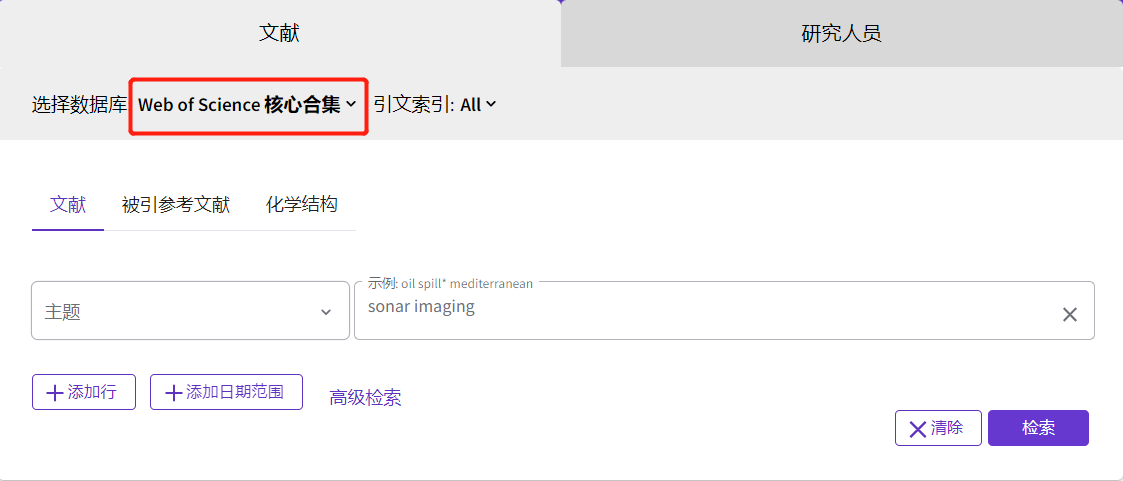 文献 研究人员
选择数据库 Web of Science 核心合集 引文索引: All
文献 被引参考文献 化学结构
示例: oil spill* mediterranean
主题 sonar imaging
添加行 添加日期范围 高级检索
清除 检索